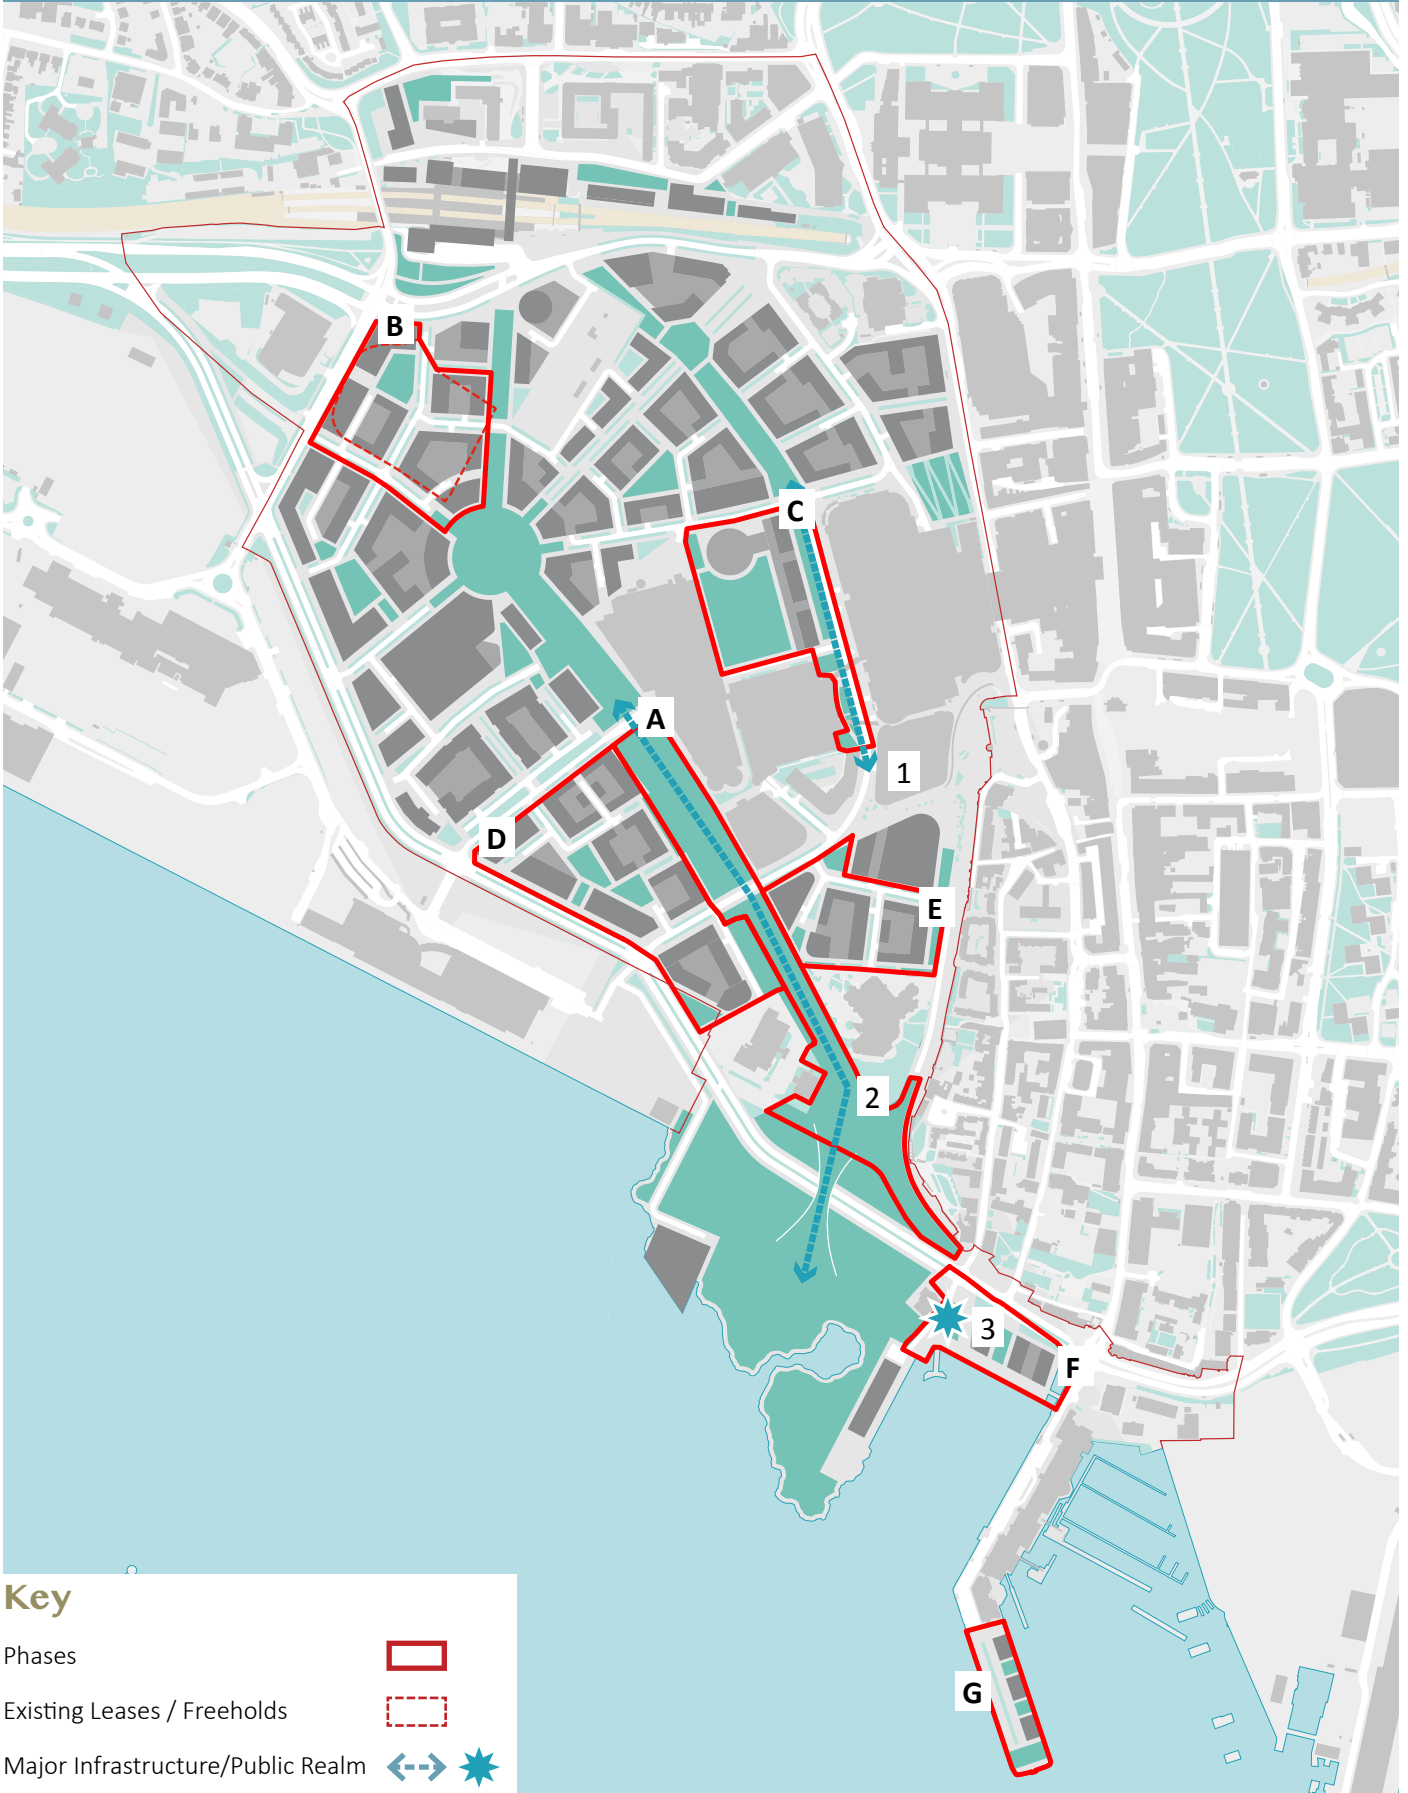 B
C
A
1
D
E
2
3
F
G
Key
Phases
Existing Leases / Freeholds
Major Infrastructure/Public Realm